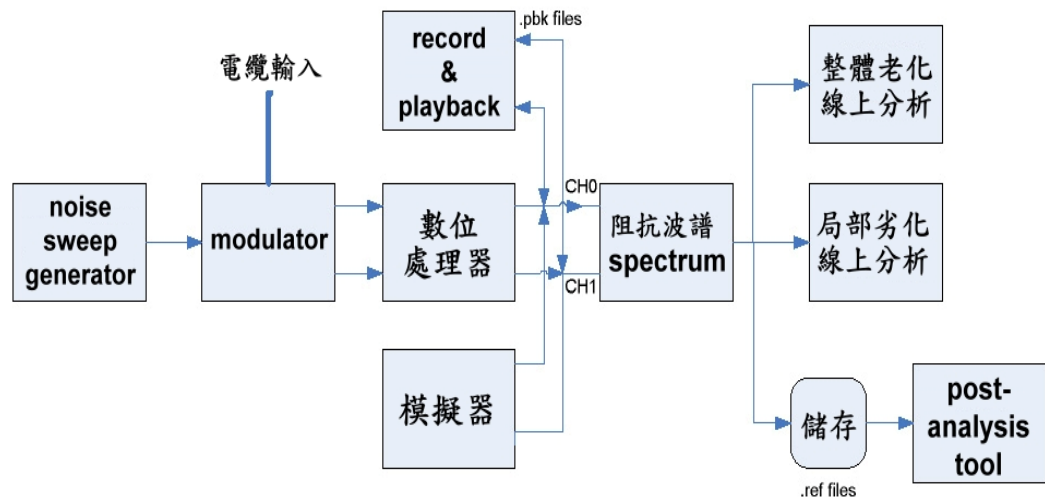 .pbk files
record
&
playback
電纜輸入
整體老化
線上分析
noise
sweep
generator
modulator
數位
處理器
CH0
CH1
阻抗波譜
spectrum
局部劣化
線上分析
模擬器
儲存
.ref files
post-
analysis
tool